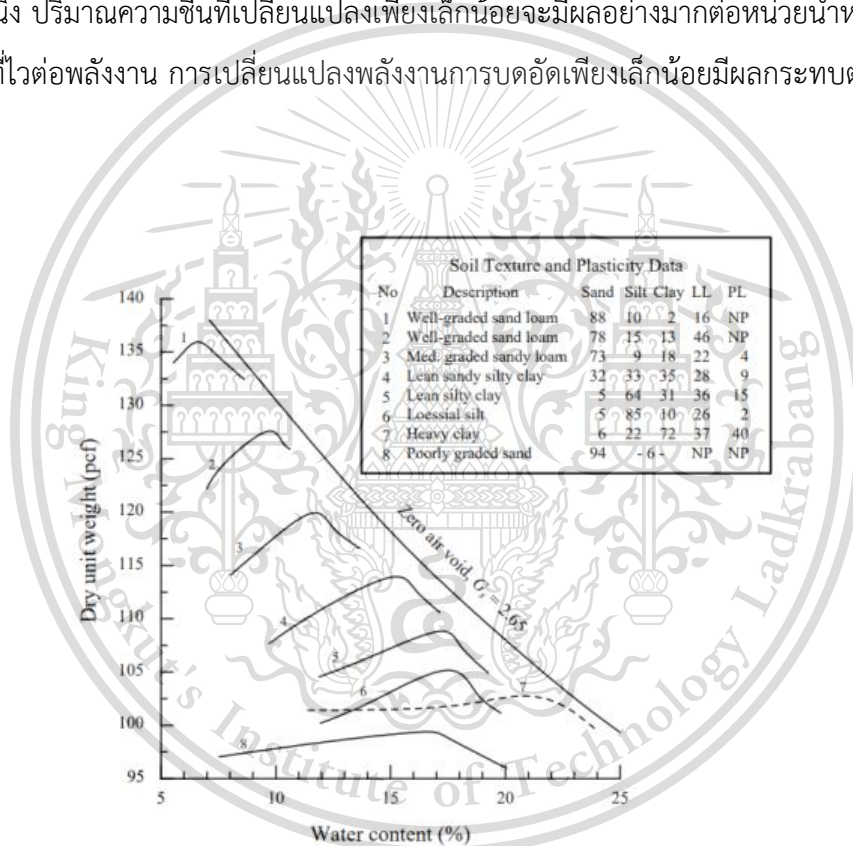 นึ่ง ปริมาณความชื้นที่เปลี่ยนแปลงเพียงเล็กน้อยจะมีผลอย่างมากต่อหน่วยน้ำห
ที่ไวต่อพลังงาน การเปลี่ยนแปลงพลังงานการบดอัดเพียงเล็กน้อยมีผลกระทบต
Soil Texture and Plasticity Data
No Description Sand Silt Clay LL PL
1 Well-graded sand loam 88 10 2 16 NP
2 Well-graded sand loam 78 15 13 46 NP
3 Med. graded sandy loam 73 9 18 22 4
4 Lean sandy silty clay 32 33 35 28 9
5 Lean silty clay 5 64 31 36 15
6 Loessial silt 5 85 10 26 2
7 Heavy clay 6 22 72 37 40
8 Poorly graded sand 94 - 6 - NP NP
140
135
130
125
120
115
110
105
100
95
Dry unit weight (pcf)
1
2
3
4
5
6
7
8
Zero air void, Gs = 2.65
5 10 15 20 25
Water content (%)
King Mongkut's Institute of Technology Ladkrabang